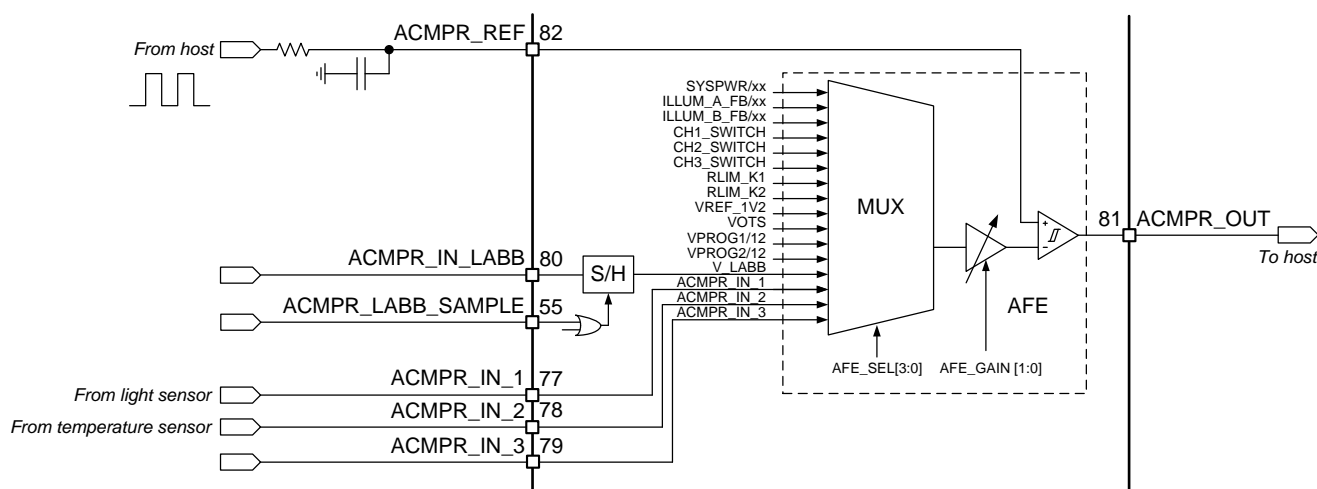 From host
ACMPR_REF
82
SYSPWR/xx
ILLUM_A_FB/xx
ILLUM_B_FB/xx
CH1_SWITCH
CH2_SWITCH
CH3_SWITCH
RLIM_K1
RLIM_K2
VREF_1V2
VOTS
VPROG1/12
VPROG2/12
V_LABB
ACMPR_IN_1
ACMPR_IN_2
ACMPR_IN_3
MUX
+
–
AFE
AFE_SEL[3:0]
AFE_GAIN [1:0]
81
ACMPR_OUT
To host
ACMPR_IN_LABB
80
S/H
ACMPR_LABB_SAMPLE
55
From light sensor
ACMPR_IN_1
77
From temperature sensor
ACMPR_IN_2
78
ACMPR_IN_3
79